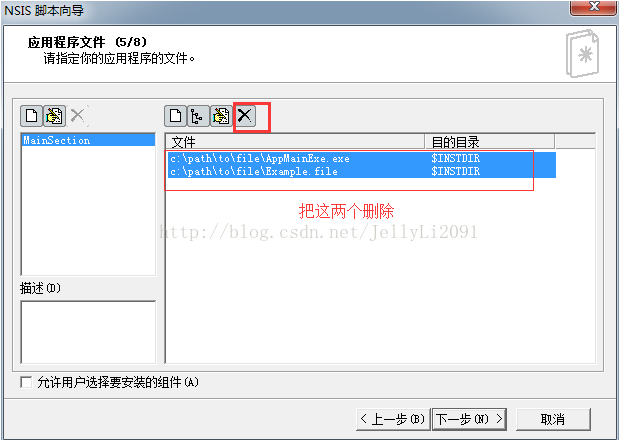 NSIS 脚本向导
应用程序文件 (5/8)
请指定你的应用程序的文件。
MainSection
文件 目的目录
c:\path\to\file\AppMainExe.exe $INSTDIR
c:\path\to\file\Example.file $INSTDIR
把这两个删除
http://blog.csdn.net/JellyLi2091
描述(D)
允许用户选择要安装的组件(A)
< 上一步(B) 下一步(N) > 取消